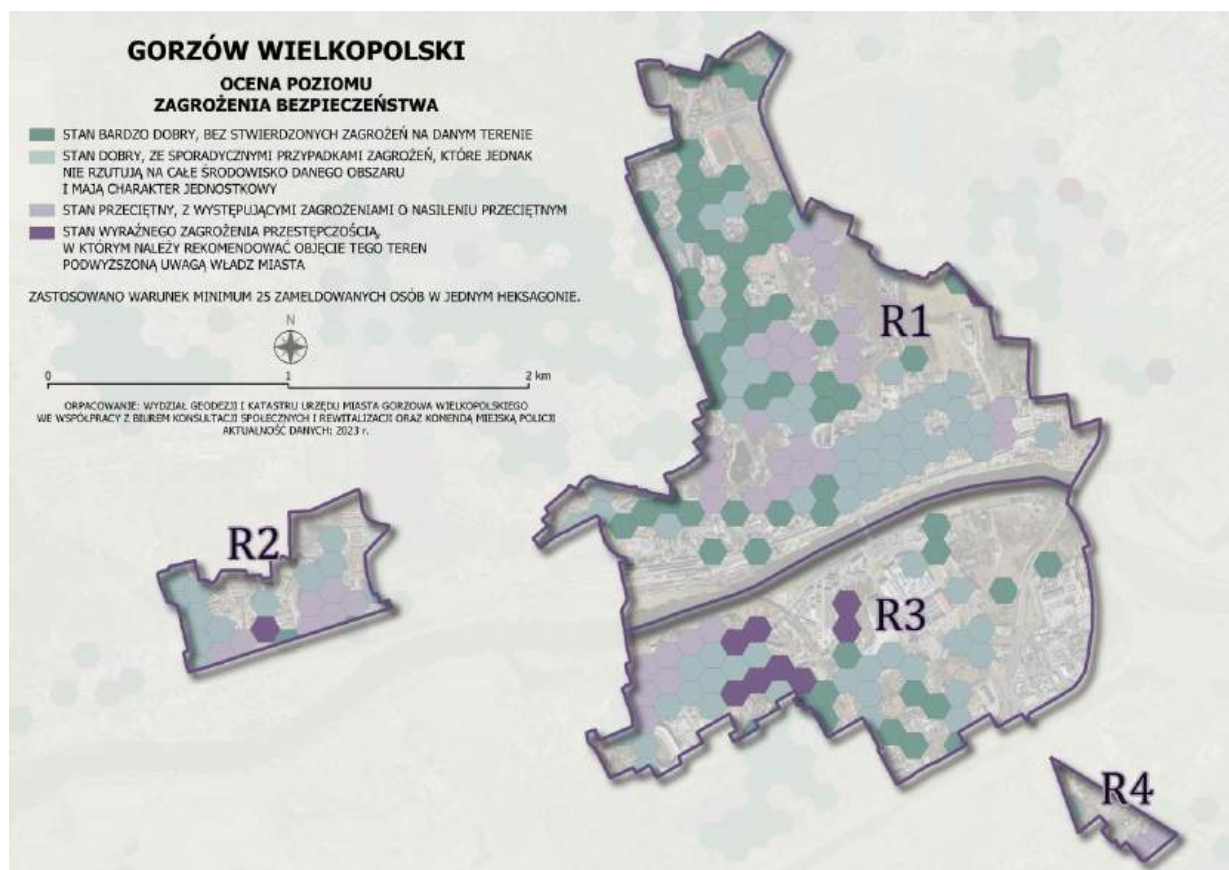 GORZÓW WIELKOPOLSKI
OCENA POZIOMU
ZAGROŻENIA BEZPIECZEŃSTWA
STAN BARDZO DOBRY, BEZ STWIERDZONYCH ZAGROŻEŃ NA DANYM TERENIE
STAN DOBRY, ZE SPORADYCZNYMI PRZYPADKAMI ZAGROŻEŃ, KTÓRE JEDNAK
NIE RZUTUJĄ NA CAŁE ŚRODOWISKO DANEGO OBSZARU
I MAJĄ CHARAKTER JEDNOSTKOWY
STAN PRZECIĘTNY, Z WYSTĘPUJĄCYMI ZAGROŻENIAMI O NASILENIU PRZECIĘTNYM
STAN WYRAŹNEGO ZAGROŻENIA PRZESTĘPCZOŚCIĄ,
W KTÓRYM NALEŻY REKOMENDOWAĆ OBJĘCIE TEGO TEREN
PODWYŻSZONĄ UWAGĄ WŁADZ MIASTA
ZASTOSOWANO WARUNEK MINIMUM 25 ZAMELDOWANYCH OSÓB W JEDNYM HEKSAGONIE.
N
0 1 2 km
ORPACOWANIE: WYDZIAŁ GEODEZJI I KATASTRU URZĘDU MIASTA GORZOWA WIELKOPOLSKIEGO
WE WSPÓŁPRACY Z BIUREM KONSULTACJI SPOŁECZNYCH I REWITALIZACJI ORAZ KOMENDĄ MIEJSKĄ POLICJI
AKTUALNOŚĆ DANYCH: 2023 r.
R1
R2
R3
R4